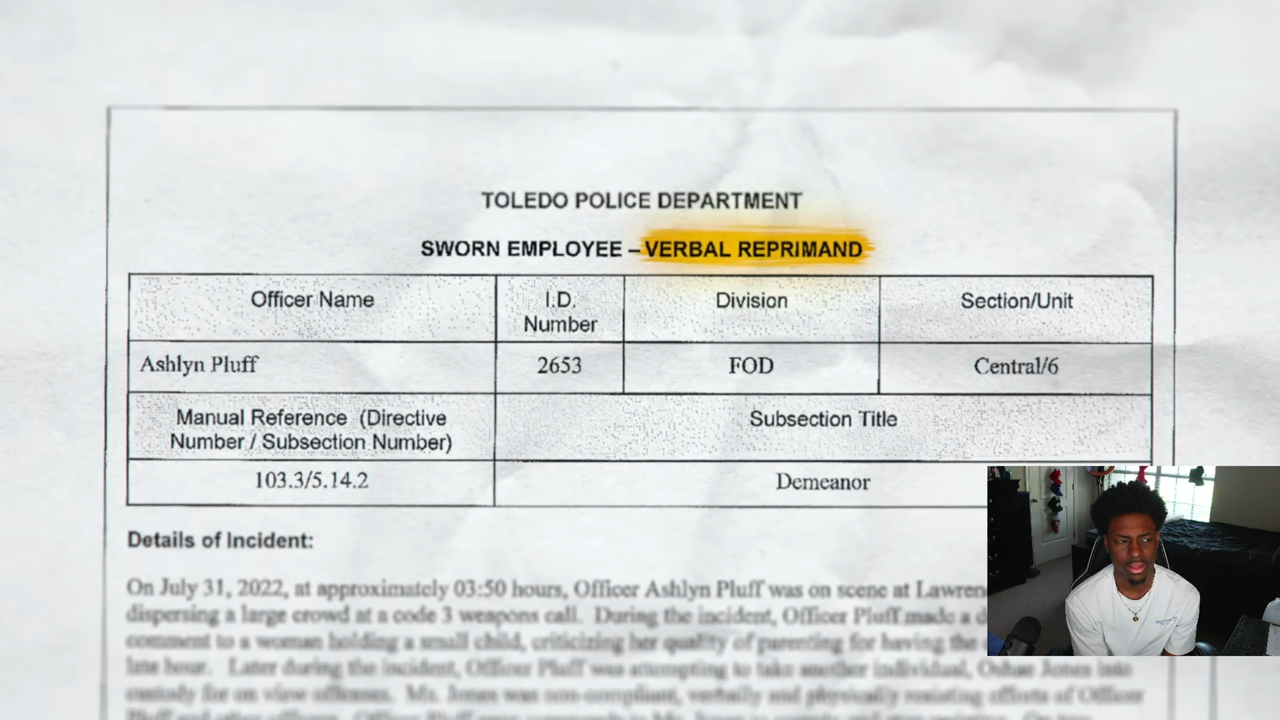 TOLEDO POLICE DEPARTMENT
SWORN EMPLOYEE – VERBAL REPRIMAND
Officer Name
I.D. Number
Division
Section/Unit
Ashlyn Pluff
2653
FOD
Central/6
Manual Reference (Directive
Number / Subsection Number)
Subsection Title
103.3/5.14.2
Demeanor
Details of Incident:
On July 31, 2022, at approximately 03:50 hours, Officer Ashlyn Pluff was on scene at
dispersing a large crowd at a code 3 weapons call. During the incident, Officer Pluff made a
comment to a woman holding a small child, criticizing her quality of parenting for having the
late hour. Later during the incident, Officer Pluff was attempting to take another individual, Jones into
custody for on view offenses. Ms. Jones was non-compliant, verbally and physically resisting efforts of Officer